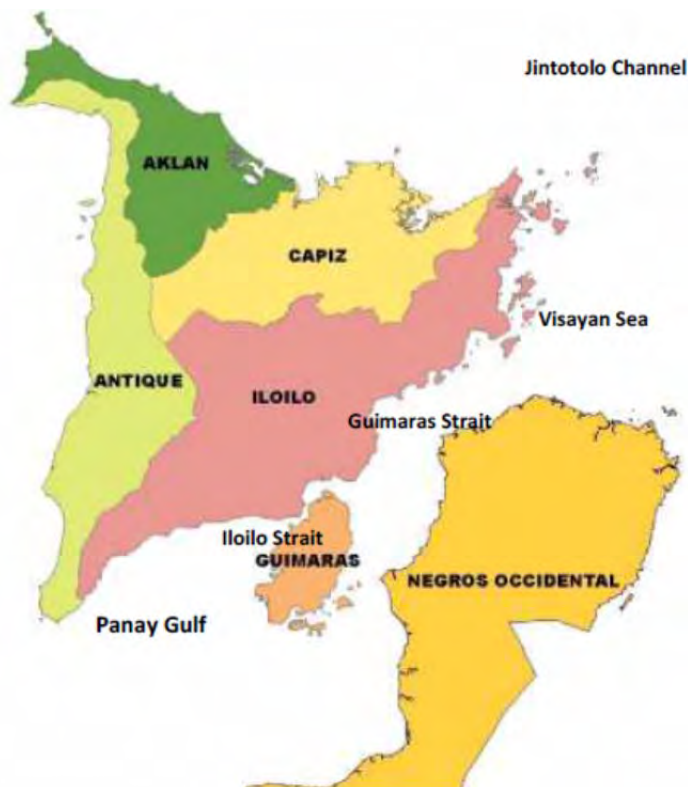 Jintotolo Channel
AKLAN
CAPIZ
Visayan Sea
ANTIQUE
ILOILO
Guimaras Strait
Iloilo Strait
GUIMARAS
NEGROS OCCIDENTAL
Panay Gulf